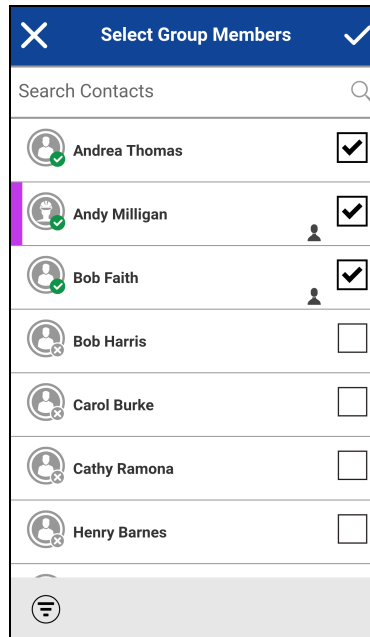 Select Group Members
Search Contacts
Andrea Thomas
Andy Milligan
Bob Faith
Bob Harris
Carol Burke
Cathy Ramona
Henry Barnes